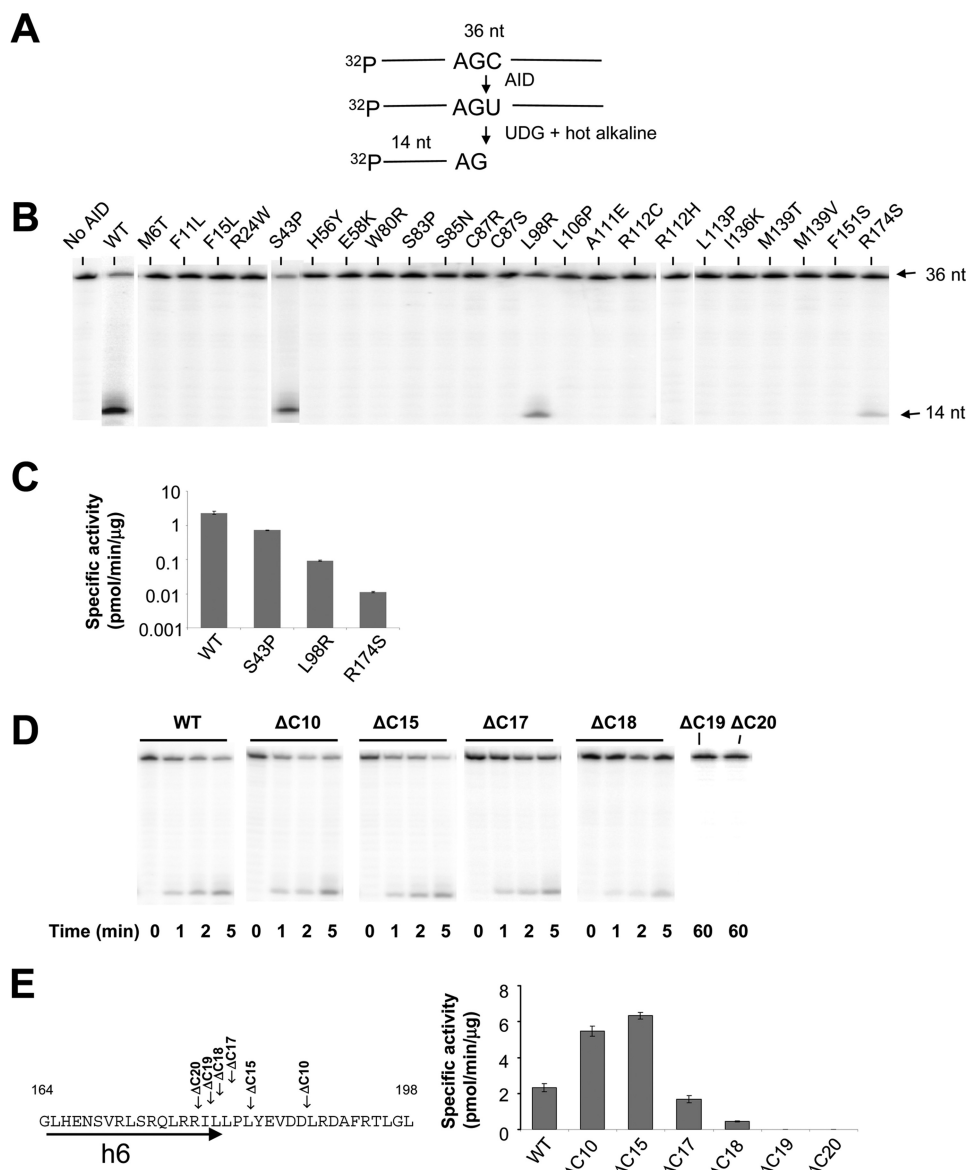 A
36 nt
32P AGC
AID
32P AGU
UDG + hot alkaline
14 nt
32P AG
B
No AID WT M6T F11L F15L R24W S43P H56Y E58K W80R S83P S85N C87R C87S L98R L106P A111E R112C R112H L113P I136K M139T M139V F151S R174S
36 nt
14 nt
C
Specific activity
(pmol/min/μg)
10
1
0.1
0.01
0.001
WT S43P L98R R174S
D
WT ΔC10 ΔC15 ΔC17 ΔC18 ΔC19 ΔC20
Time (min) 0 1 2 5 0 1 2 5 0 1 2 5 0 1 2 5 0 1 2 5 60 60
E
ΔC20 ΔC19 ΔC18 ΔC17 ΔC15 ΔC10
164 198
GLHENSVRLSRQLRRILLPLYEVDDLRDAFRTLGL
h6
Specific activity
(pmol/min/μg)
8
6
4
2
0
WT ΔC10 ΔC15 ΔC17 ΔC18 ΔC19 ΔC20